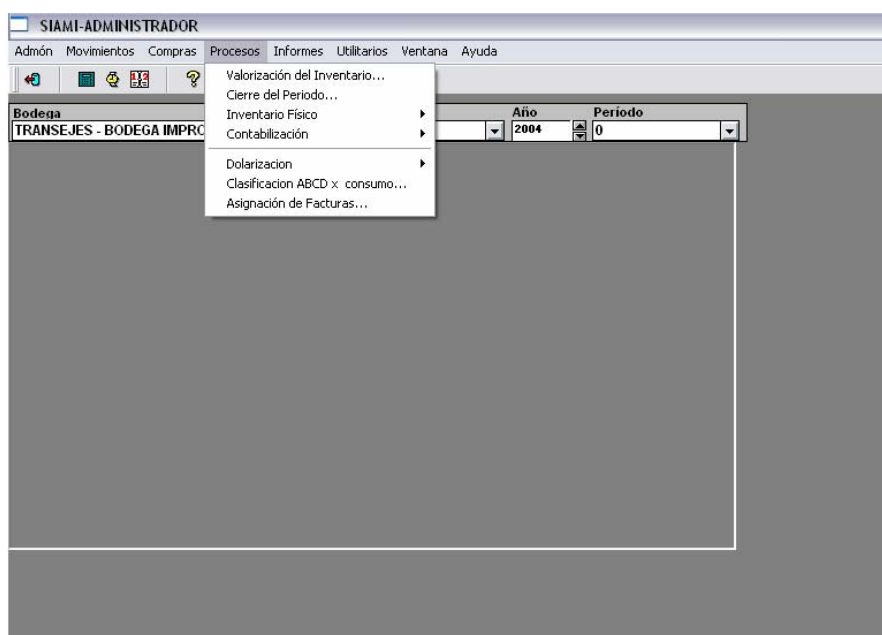 SIAMI-ADMINISTRADOR
Admón Movimientos Compras Procesos Informes Utilitarios Ventana Ayuda
Valorización del Inventario...
Cierre del Periodo...
Inventario Físico
Contabilización
Dolarizacion
Clasificacion ABCD x consumo...
Asignación de Facturas...
Bodega Año Período
TRANSEJES - BODEGA IMPRO 2004 0